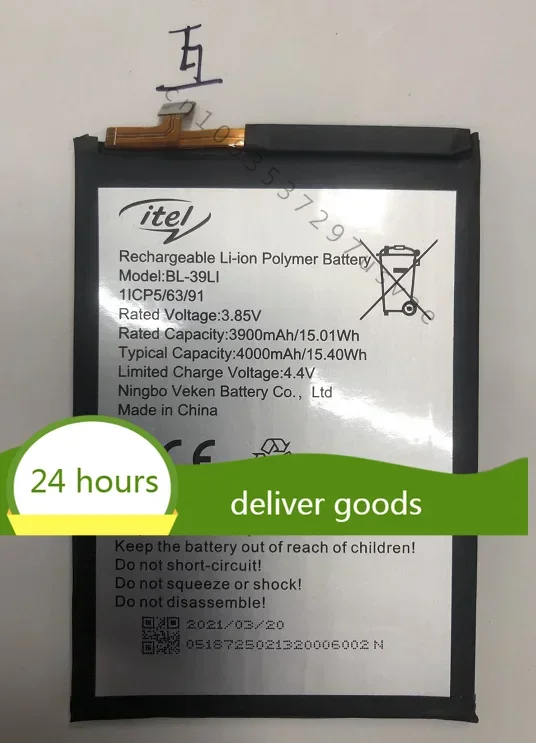 互
cn1083537297dsvae
itel
Rechargeable Li-ion Polymer Battery
Model:BL-39LI
1ICP5/63/91
Rated Voltage:3.85V
Rated Capacity:3900mAh/15.01Wh
Typical Capacity:4000mAh/15.40Wh
Limited Charge Voltage:4.4V
Ningbo Veken Battery Co., Ltd
Made in China
CE
24 hours
deliver goods
Keep the battery out of reach of children!
Do not short-circuit!
Do not squeeze or shock!
Do not disassemble!
2021/03/20
0518725021320006002 N